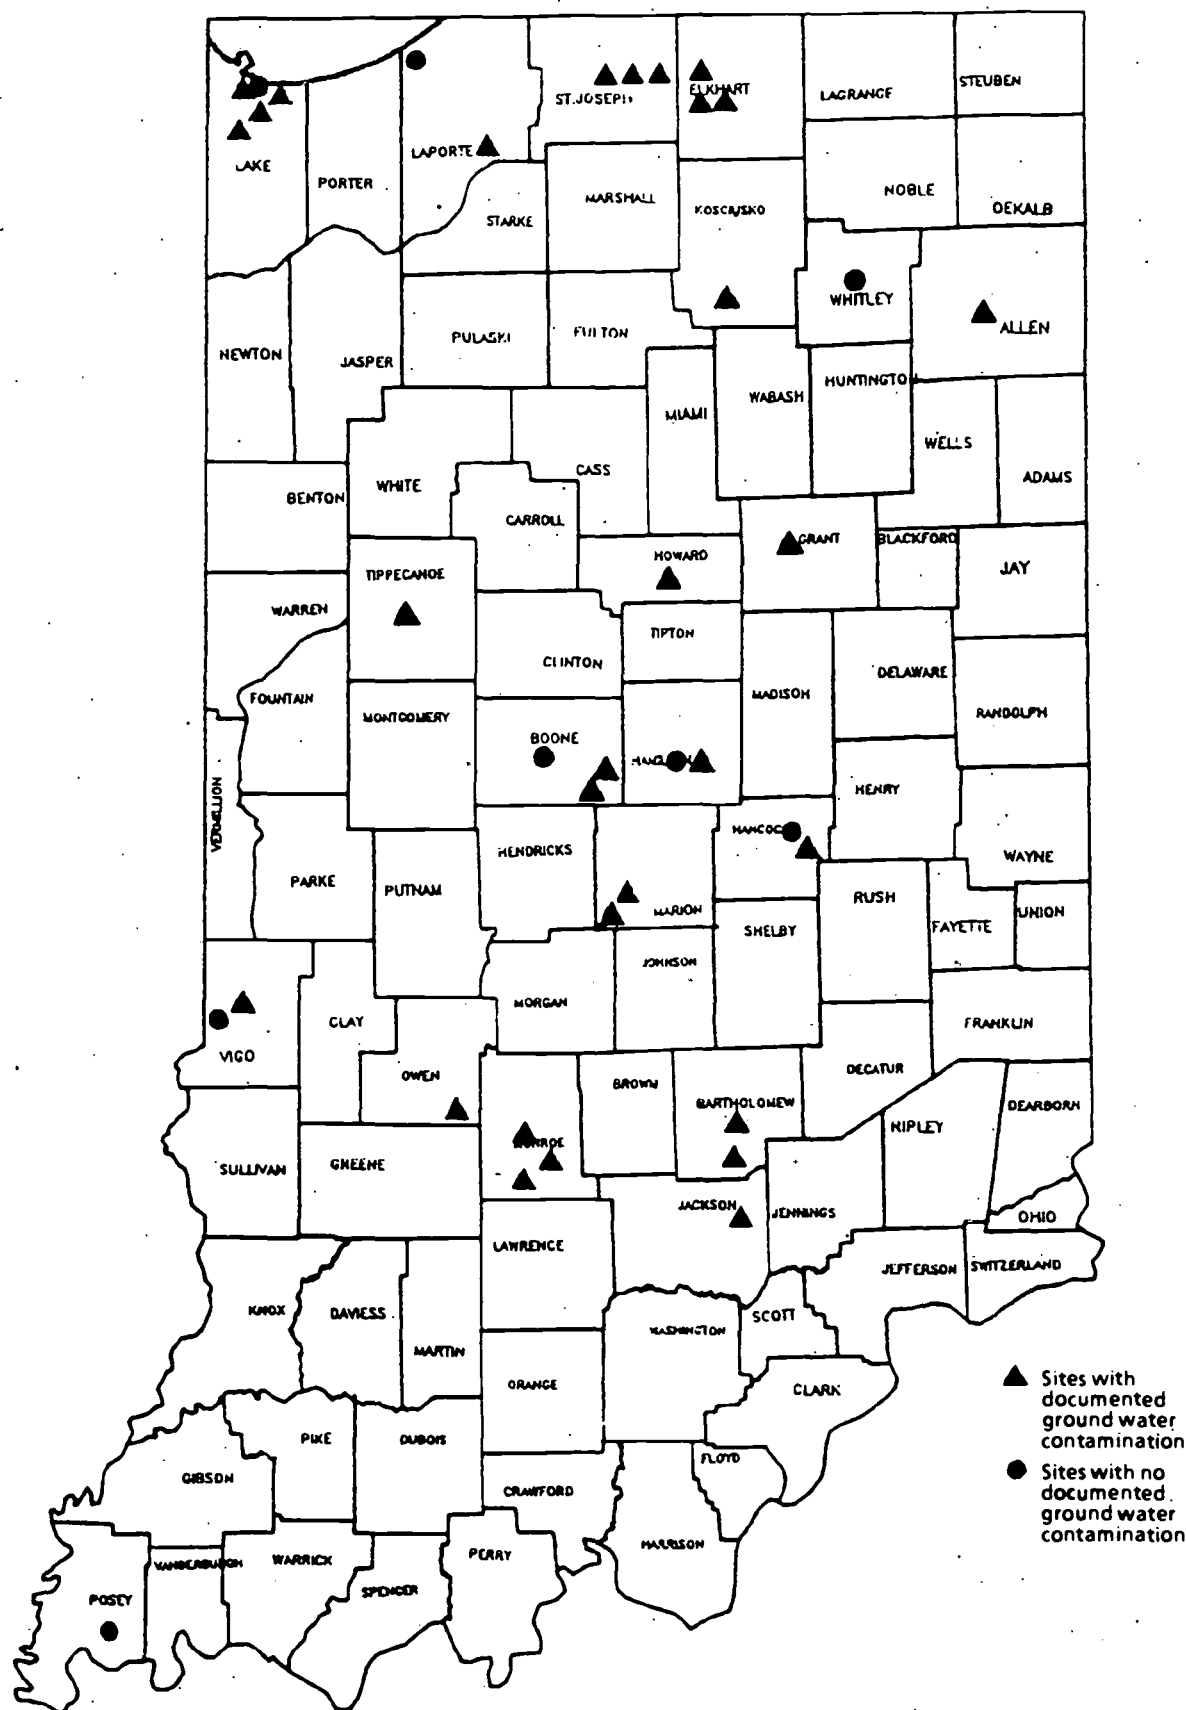 STEUBEN
ELKHART
LAGRANGE
ST.JOSEPH
LAPORTE
LAKE
PORTER
NOBLE
MARSHALL
KOSCIUSKO
DEKALB
STARKE
WHITLEY
ALLEN
PULASKI
FULTON
NEWTON
JASPER
HUNTINGTON
WABASH
MIAMI
WELLS
CASS
ADAMS
WHITE
BENTON
CARROLL
GRANT
BLACKFORD
HOWARD
JAY
TIPPECANOE
WARREN
TIPTON
CLINTON
DELAWARE
MADISON
FOUNTAIN
RANDOLPH
MONTGOMERY
BOONE
HENRY
VERMILLION
HANCOC
HENDRICKS
WAYNE
PARKE
PUTNAM
RUSH
MARION
UNION
FAYETTE
SHELBY
JOHNSON
MORGAN
CLAY
FRANKLIN
VIGO
DECATUR
OWEN
BROWN
BARTHOLOMEW
DEARBORN
RIPLEY
MONROE
GREENE
SULLIVAN
JACKSON
JENNINGS
OHIO
LAWRENCE
SWITZERLAND
JEFFERSON
KNOX
DAVIESS
SCOTT
WASHINGTON
MARTIN
ORANGE
CLARK
PIKE
DUBOIS
FLOYD
GIBSON
CRAWFORD
HARRISON
PERRY
WARRICK
VANDERBURGH
SPENCER
POSEY
Sites with
documented
ground water
contamination
Sites with no
documented
ground water
contamination